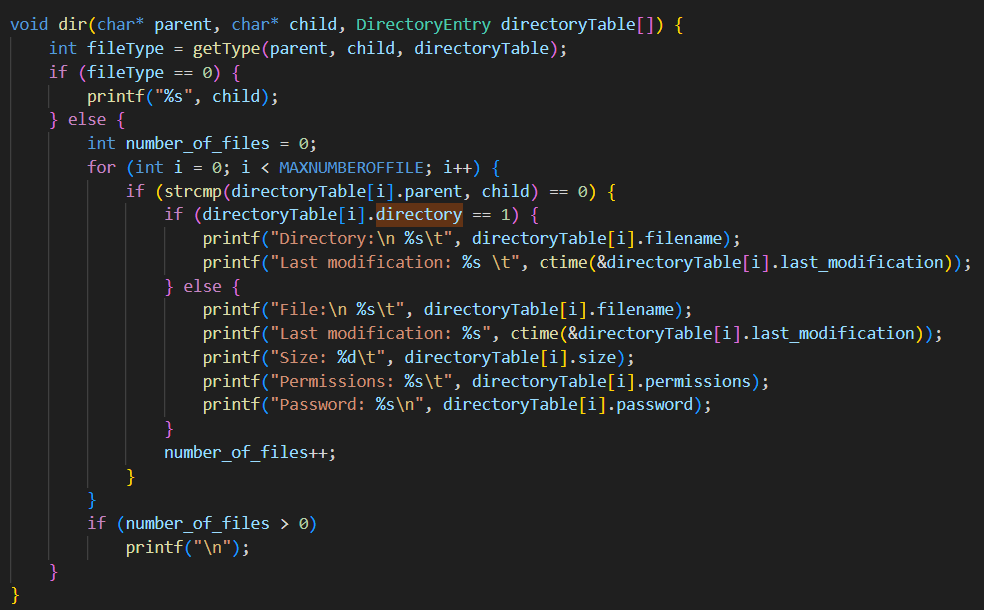 void dir(char* parent, char* child, DirectoryEntry directoryTable[]) {
    int fileType = getType(parent, child, directoryTable);
    if (fileType == 0) {
        printf("%s", child);
    } else {
        int number_of_files = 0;
        for (int i = 0; i < MAXNUMBEROFFILE; i++) {
            if (strcmp(directoryTable[i].parent, child) == 0) {
                if (directoryTable[i].directory == 1) {
                    printf("Directory:\n %s\t", directoryTable[i].filename);
                    printf("Last modification: %s \t", ctime(&directoryTable[i].last_modification));
                } else {
                    printf("File:\n %s\t", directoryTable[i].filename);
                    printf("Last modification: %s", ctime(&directoryTable[i].last_modification));
                    printf("Size: %d\t", directoryTable[i].size);
                    printf("Permissions: %s\t", directoryTable[i].permissions);
                    printf("Password: %s\n", directoryTable[i].password);
                }
                number_of_files++;
            }
        }
        if (number_of_files > 0)
            printf("\n");
    }
}